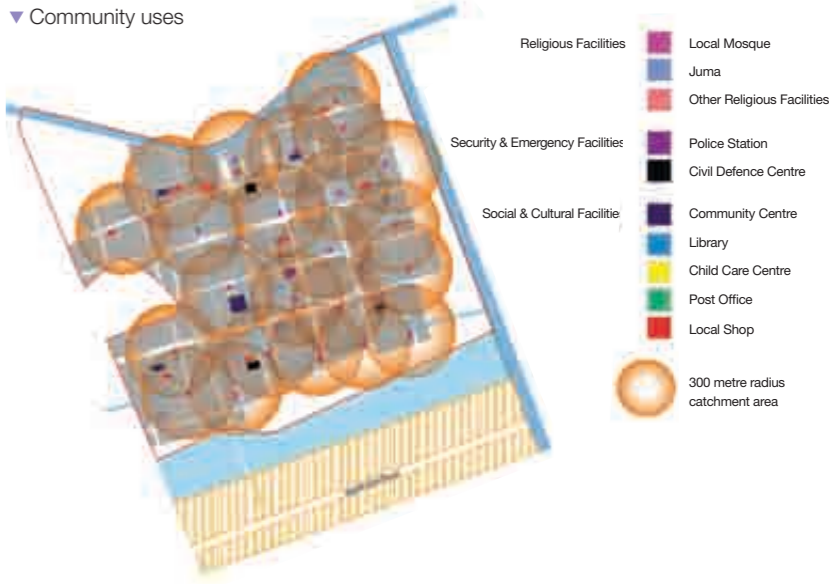 ▼ Community uses
Religious Facilities
Local Mosque
Juma
Other Religious Facilities
Security & Emergency Facilities
Police Station
Civil Defence Centre
Social & Cultural Facilitie
Community Centre
Library
Child Care Centre
Post Office
Local Shop
300 metre radius
catchment area